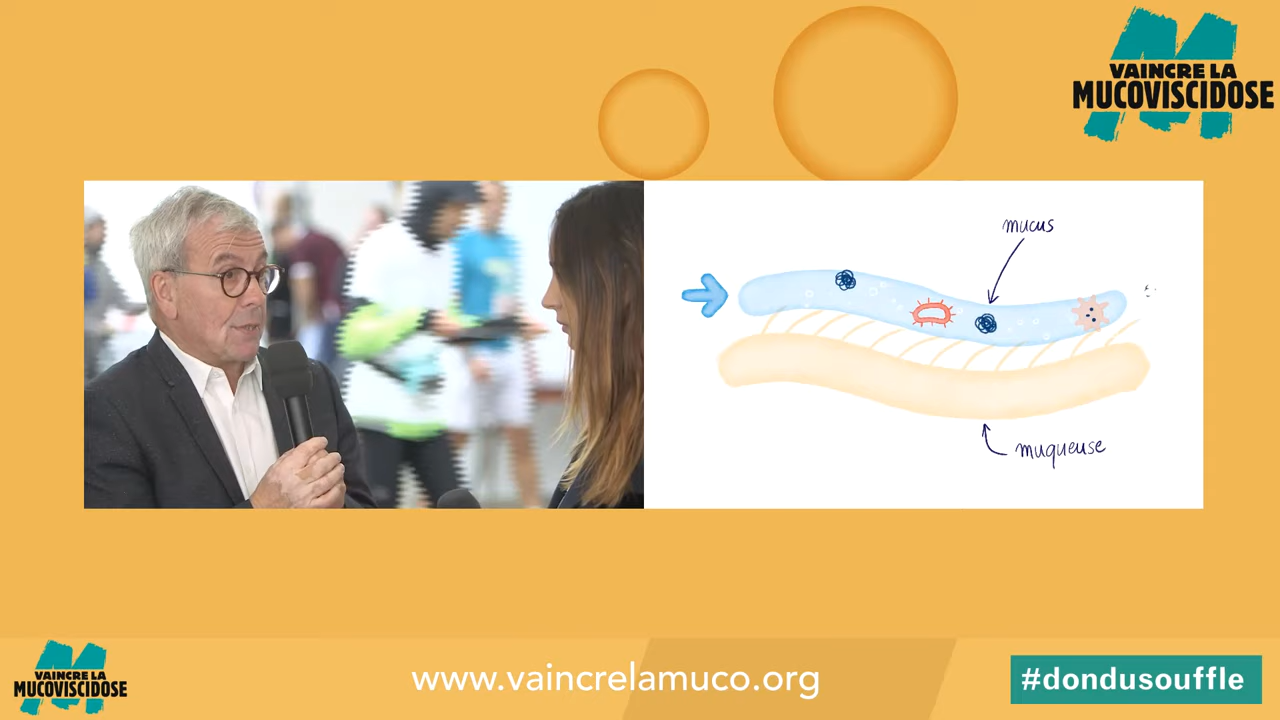 VAINCRE LA
MUCOVISCIDOSE
mucus
muqueuse
VAINCRE LA
MUCOVISCIDOSE
www.vaincrelamuco.org
#dondusouffle